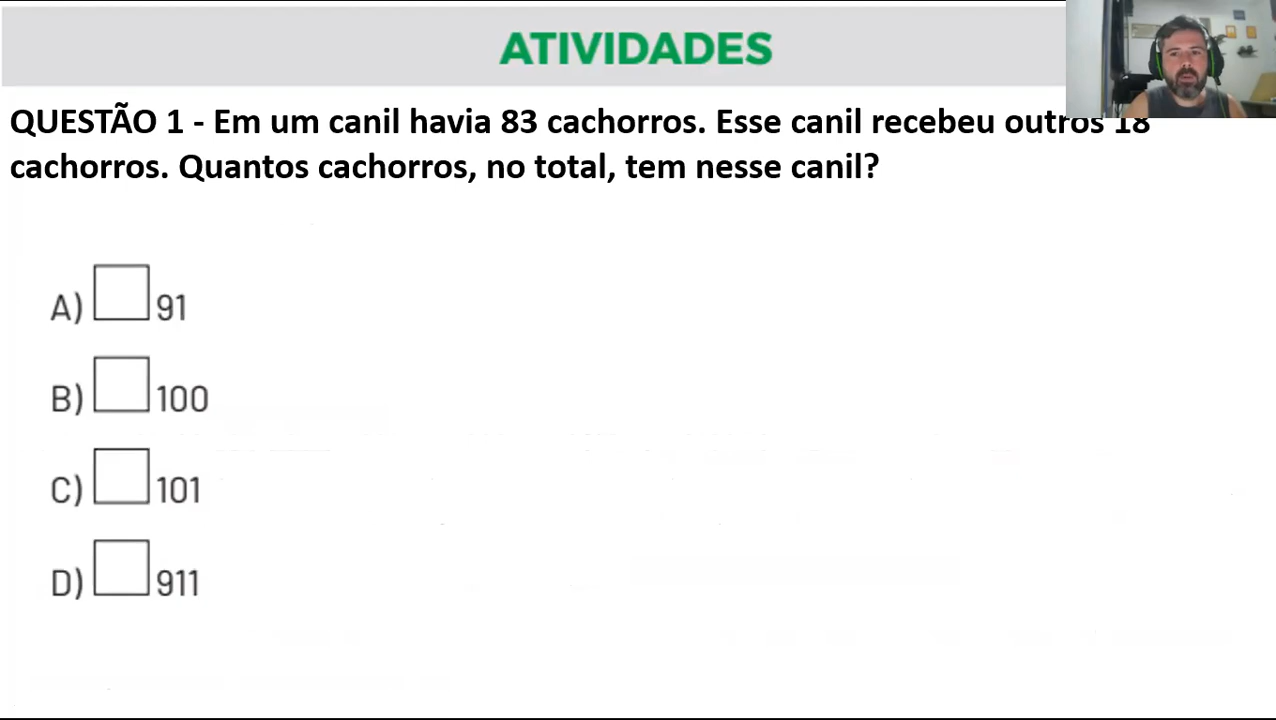 ATIVIDADES
QUESTÃO 1 - Em um canil havia 83 cachorros. Esse canil recebeu outros 18
cachorros. Quantos cachorros, no total, tem nesse canil?
A) 91
B) 100
C) 101
D) 911